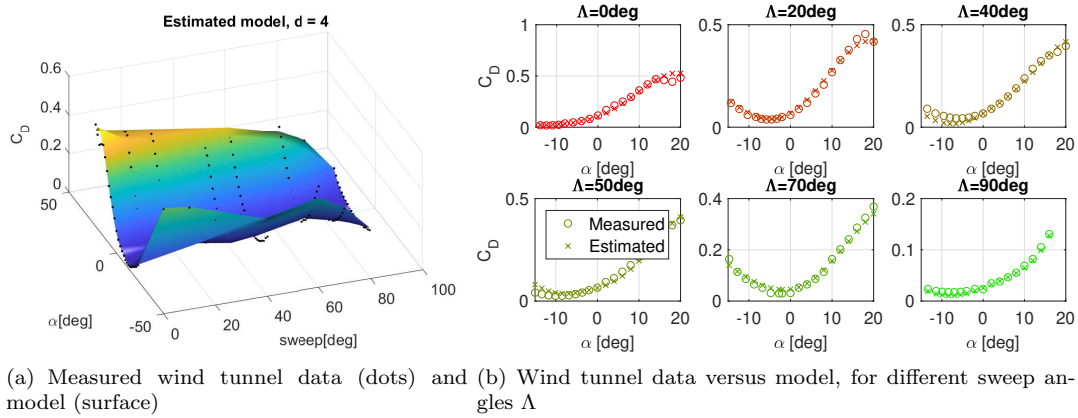 Estimated model, d = 4
C_D
0.6
0.4
0.2
0
50
0
-50
α[deg]
0
20
40
60
80
100
sweep[deg]
Λ=0deg
C_D
1
0.5
0
-10 0 10 20
α [deg]
Λ=20deg
0.5
0
-10 0 10 20
α [deg]
Λ=40deg
0.5
0
-10 0 10 20
α [deg]
Λ=50deg
C_D
0.5
0
Measured
Estimated
-10 0 10 20
α [deg]
Λ=70deg
0.4
0.2
0
-10 0 10 20
α [deg]
Λ=90deg
0.2
0.1
0
-10 0 10 20
α [deg]
(a) Measured wind tunnel data (dots) and
model (surface)
(b) Wind tunnel data versus model, for different sweep an-
gles Λ